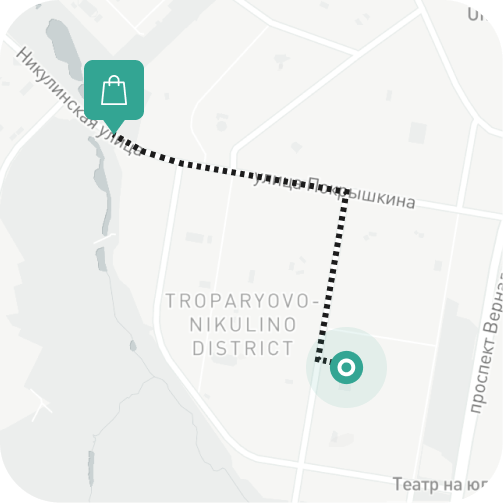 Никулинская улица
улица Покрышкина
TROPARYOVO-
NIKULINO
DISTRICT
проспект Вернад
Театр на юг